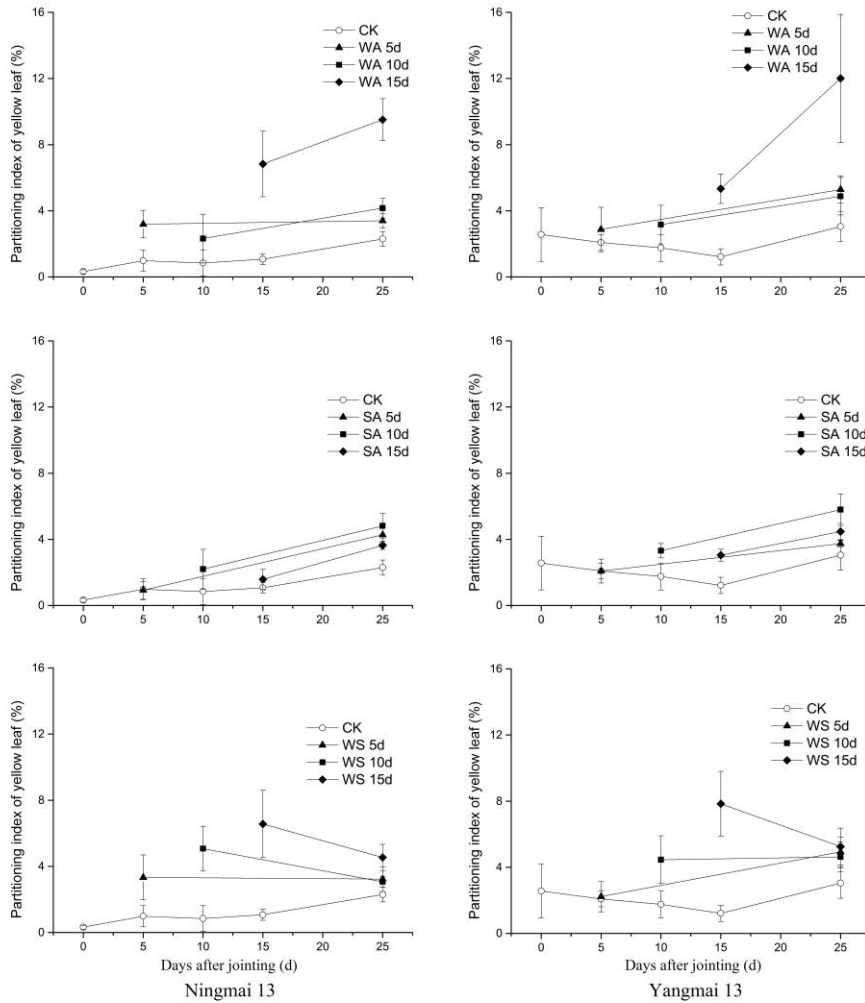 CK
WA 5d
WA 10d
WA 15d
Partitioning index of yellow leaf (%)
16
12
8
4
0
0 5 10 15 20 25
CK
WA 5d
WA 10d
WA 15d
Partitioning index of yellow leaf (%)
16
12
8
4
0
0 5 10 15 20 25
CK
SA 5d
SA 10d
SA 15d
Partitioning index of yellow leaf (%)
16
12
8
4
0
0 5 10 15 20 25
CK
SA 5d
SA 10d
SA 15d
Partitioning index of yellow leaf (%)
16
12
8
4
0
0 5 10 15 20 25
CK
WS 5d
WS 10d
WS 15d
Partitioning index of yellow leaf (%)
16
12
8
4
0
0 5 10 15 20 25
Days after jointing (d)
Ningmai 13
CK
WS 5d
WS 10d
WS 15d
Partitioning index of yellow leaf (%)
16
12
8
4
0
0 5 10 15 20 25
Days after jointing (d)
Yangmai 13